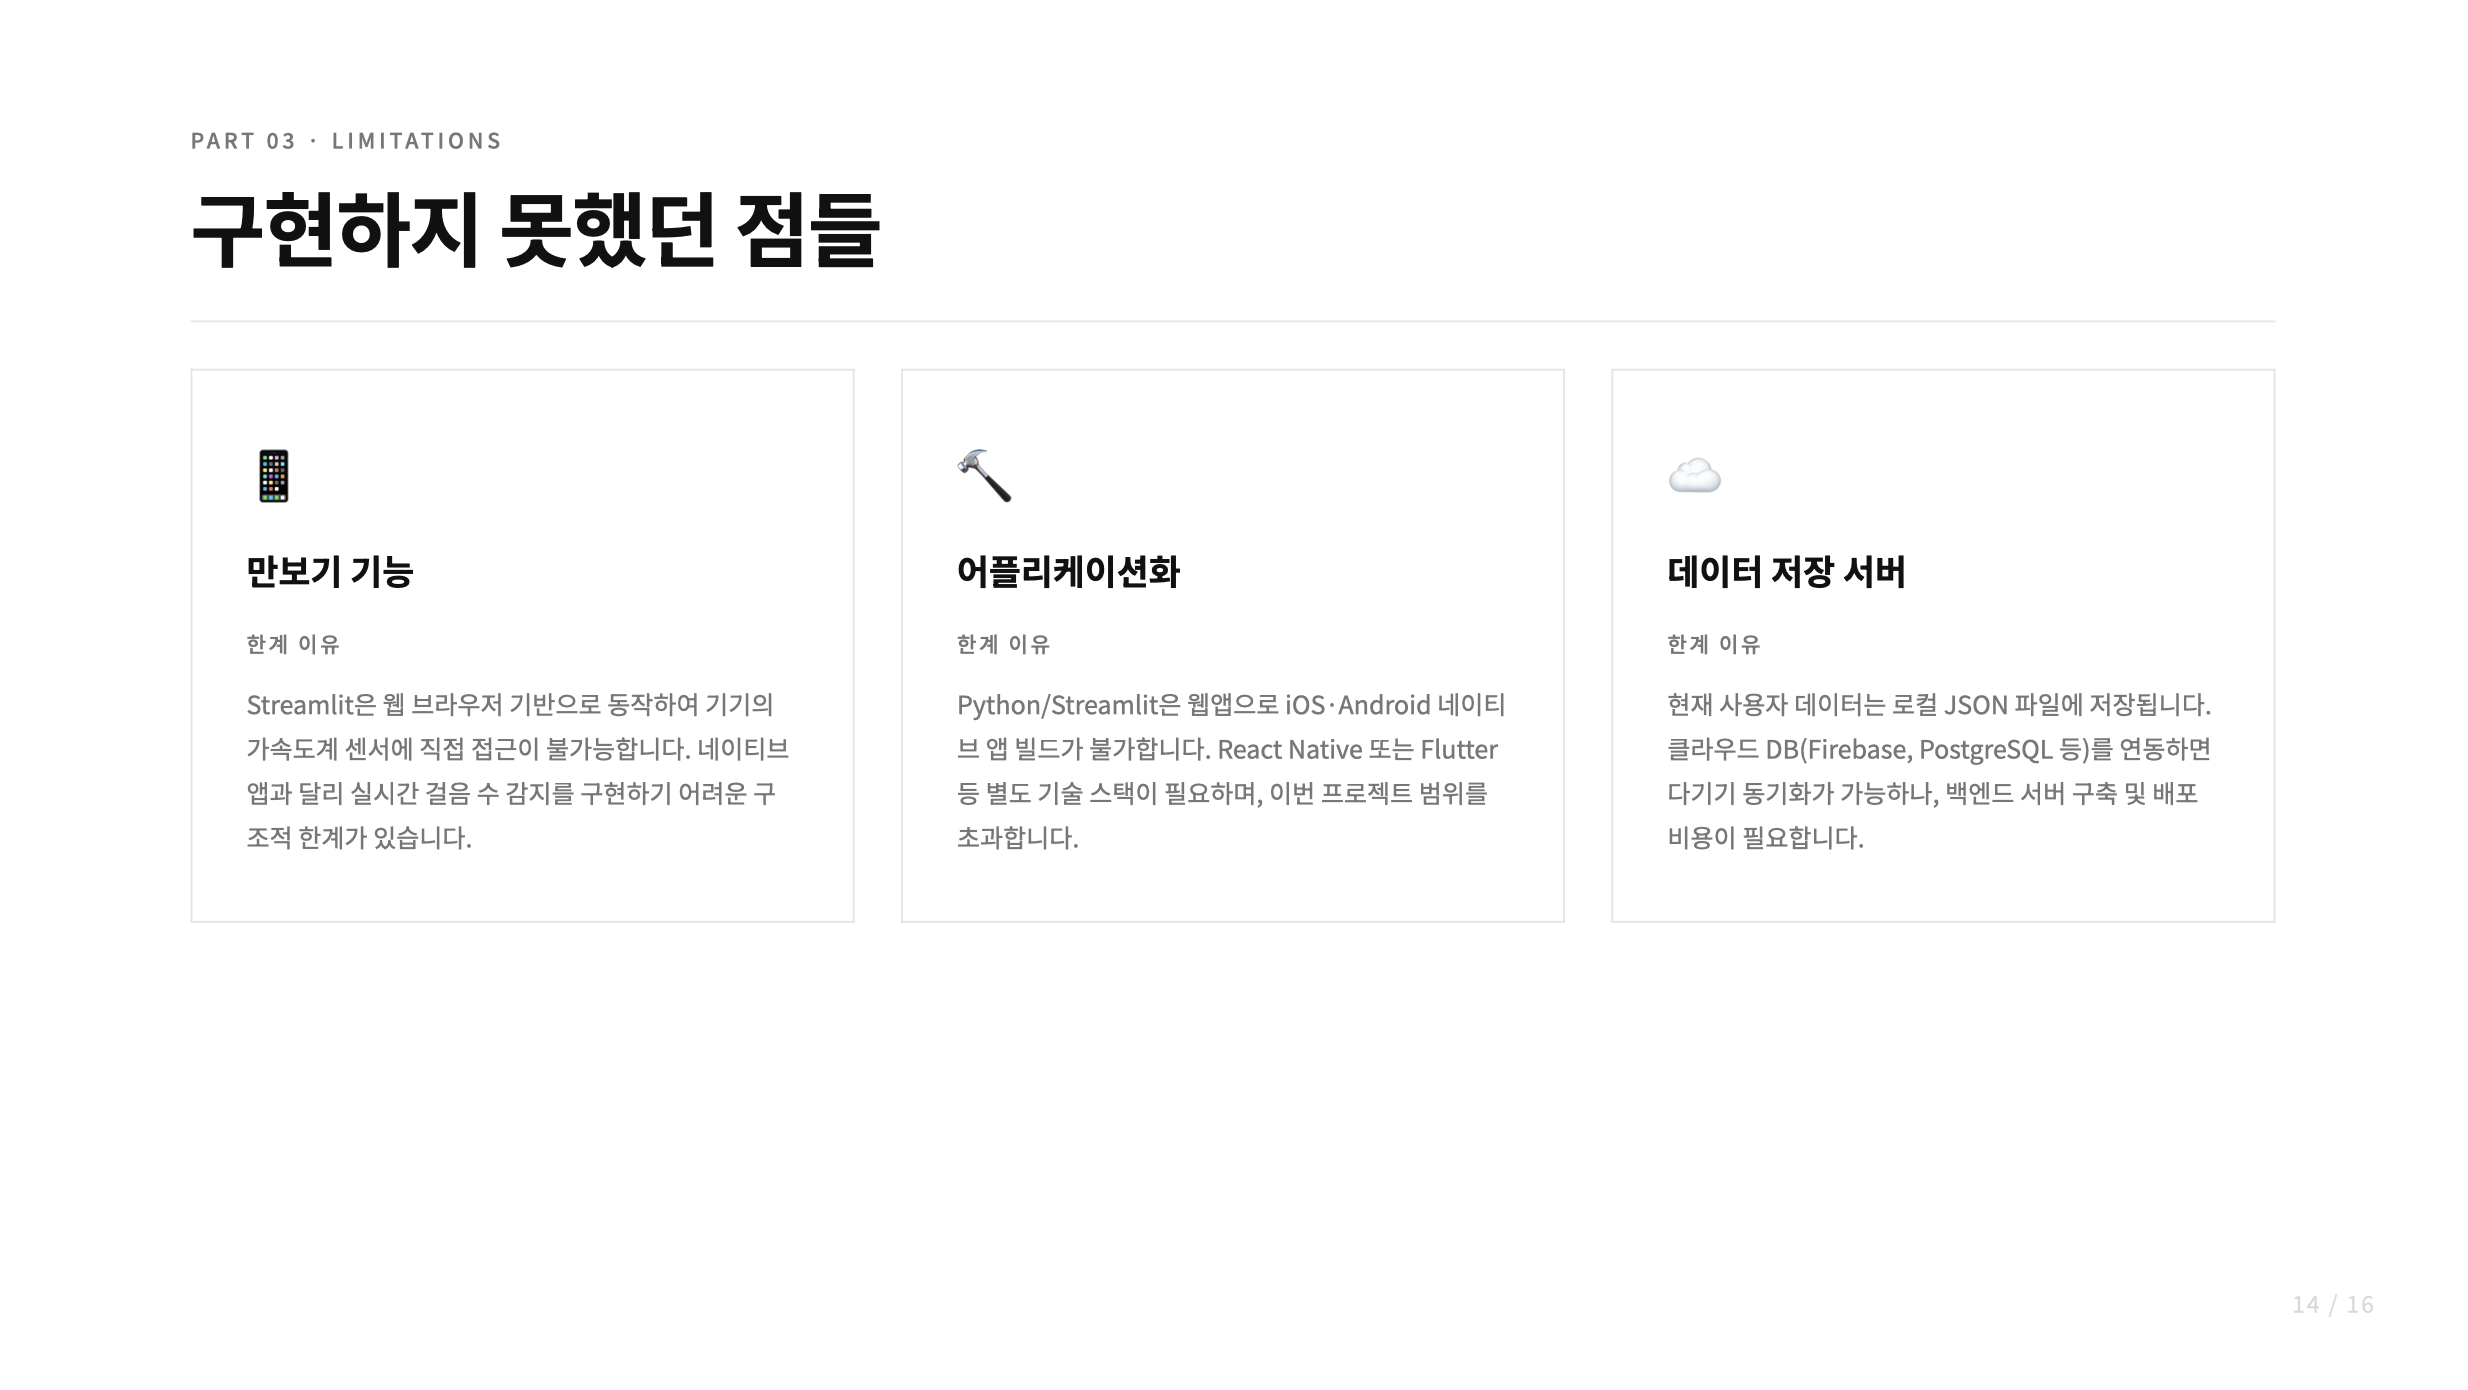 PART 03 · LIMITATIONS
구현하지 못했던 점들
만보기 기능
한계 이유
Streamlit은 웹 브라우저 기반으로 동작하여 기기의
가속도계 센서에 직접 접근이 불가능합니다. 네이티브
앱과 달리 실시간 걸음 수 감지를 구현하기 어려운 구
조적 한계가 있습니다.
어플리케이션화
한계 이유
Python/Streamlit은 웹앱으로 iOS·Android 네이티
브 앱 빌드가 불가합니다. React Native 또는 Flutter
등 별도 기술 스택이 필요하며, 이번 프로젝트 범위를
초과합니다.
데이터 저장 서버
한계 이유
현재 사용자 데이터는 로컬 JSON 파일에 저장됩니다.
클라우드 DB(Firebase, PostgreSQL 등)를 연동하면
다기기 동기화가 가능하나, 백엔드 서버 구축 및 배포
비용이 필요합니다.
14 / 16